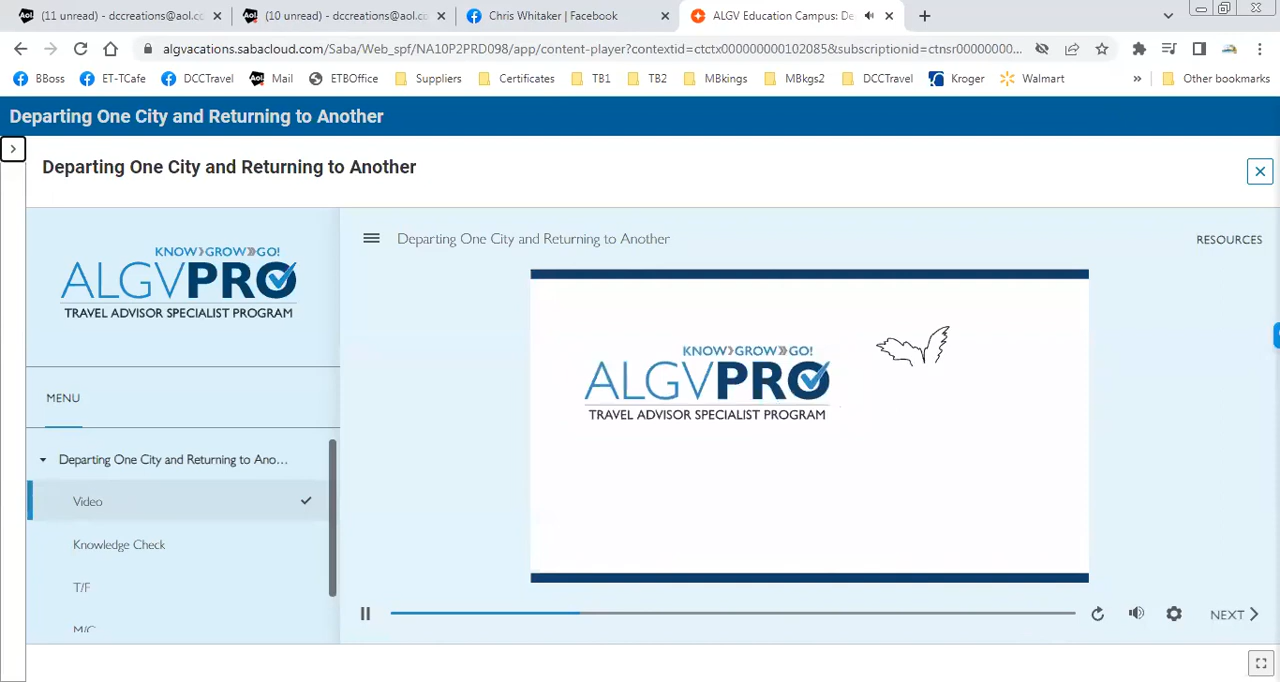 (11 unread) - dccreations@aol.co
(10 unread) - dccreations@aol.co
Chris Whitaker | Facebook
ALGV Education Campus: De
algvacations.sabacloud.com/Saba/Web_spf/NA10P2PRD098/app/content-player?contextid=ctctx000000000102085&subscriptionid=ctnsr00000000...
BBoss ET-TCafe DCCTravel Aol. Mail ETBOffice Suppliers Certificates TB1 TB2 MBkings MBkgs2 DCCTravel Kroger Walmart » Other bookmarks
Departing One City and Returning to Another
Departing One City and Returning to Another
KNOW>GROW>GO!
ALGVPRO
TRAVEL ADVISOR SPECIALIST PROGRAM
MENU
Departing One City and Returning to Ano...
Video
Knowledge Check
T/F
M/C
Departing One City and Returning to Another
RESOURCES
KNOW>GROW>GO!
ALGVPRO
TRAVEL ADVISOR SPECIALIST PROGRAM
NEXT